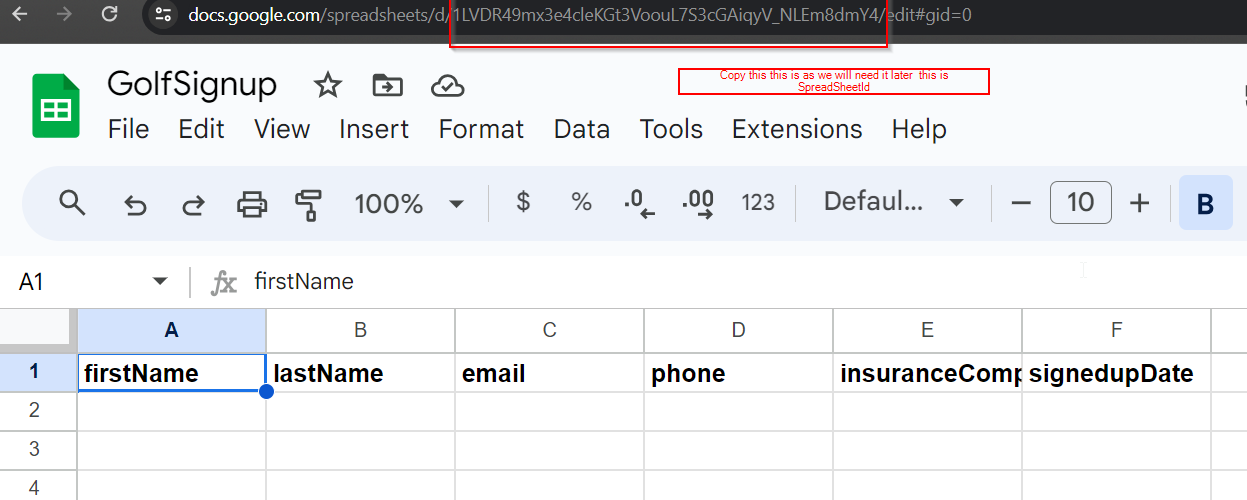 docs.google.com/spreadsheets/d/1LVDR49mx3e4cleKGt3VoouL7S3cGAiqyV_NLEm8dmY4/edit#gid=0
GolfSignup
Copy this this is as we will need it later this is
SpreadSheetId
File Edit View Insert Format Data Tools Extensions Help
100% $ % .0 .00 123 Defaul... 10 B
A1 fx firstName
A B C D E F
1 firstName lastName email phone insuranceComp signedupDate
2
3
4